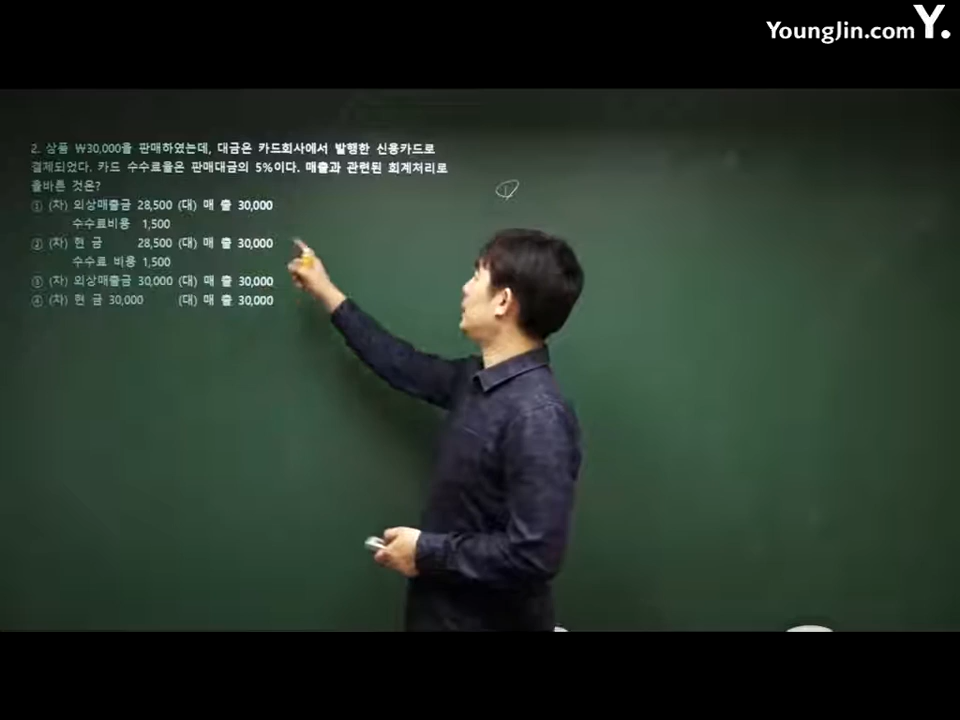 YoungJin.com Y.
2. 상품 ₩30,000을 판매하였는데, 대금은 카드회사에서 발행한 신용카드로
결제되었다. 카드 수수료율은 판매대금의 5%이다. 매출과 관련된 회계처리로
올바른 것은?
① (차) 외상매출금 28,500 (대) 매 출 30,000
수수료비용 1,500
② (차) 현 금 28,500 (대) 매 출 30,000
수수료 비용 1,500
③ (차) 외상매출금 30,000 (대) 매 출 30,000
④ (차) 현 금 30,000 (대) 매 출 30,000
①